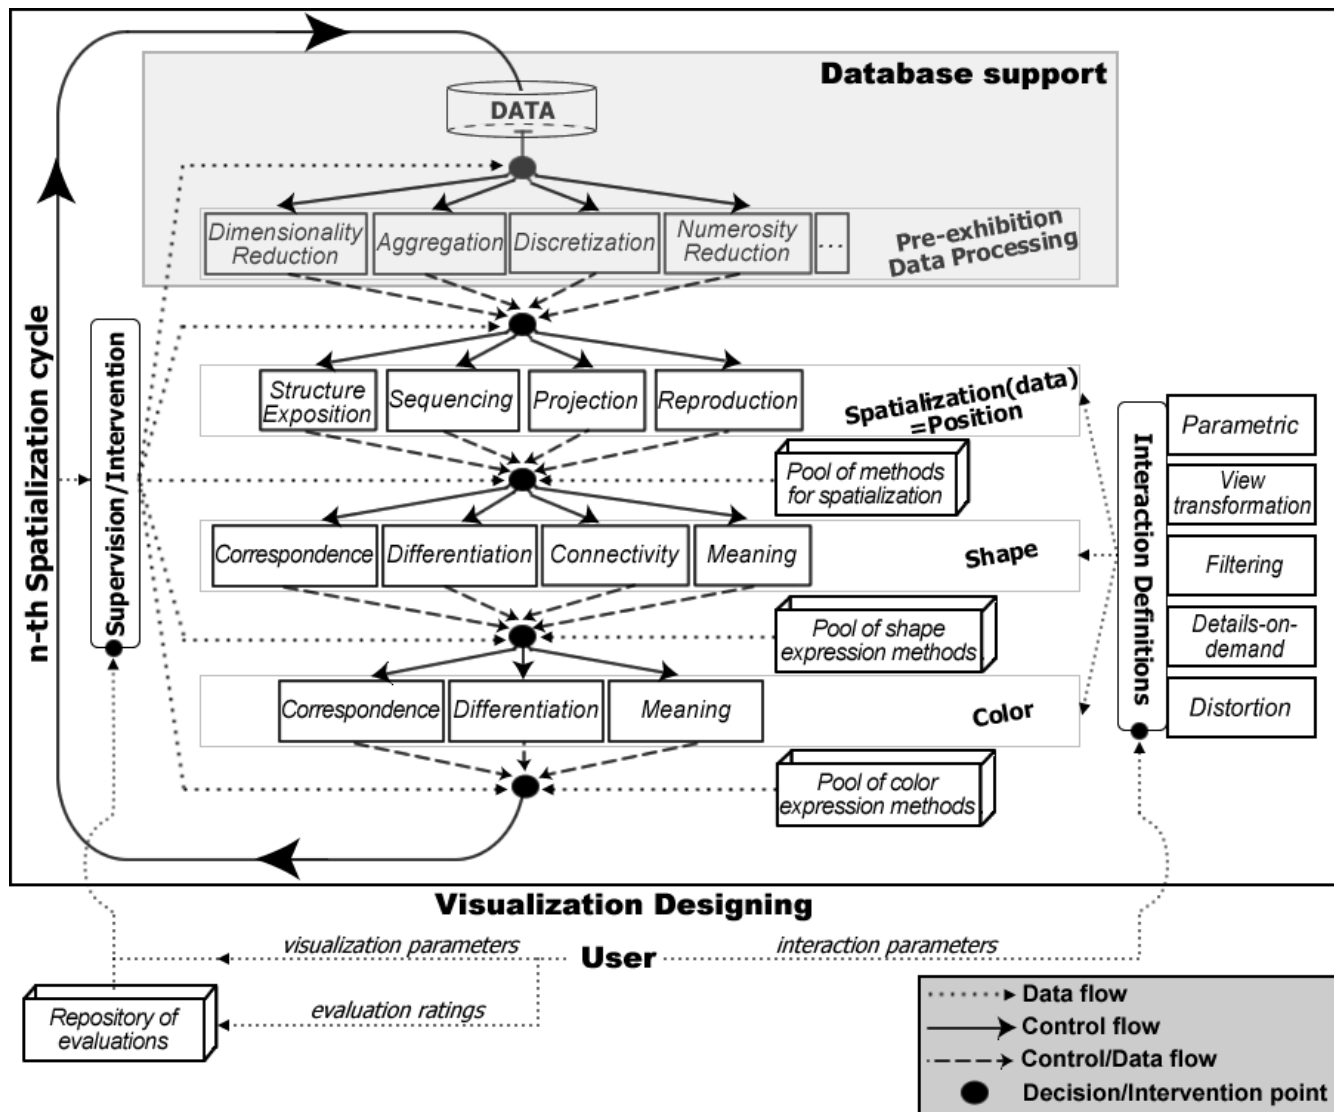 Database support
DATA
Dimensionality
Reduction
Aggregation
Discretization
Numerosity
Reduction
...
Pre-exhibition
Data Processing
n-th Spatialization cycle
Supervision/Intervention
Structure
Exposition
Sequencing
Projection
Reproduction
Spatialization(data)
=Position
Pool of methods
for spatialization
Correspondence
Differentiation
Connectivity
Meaning
Shape
Pool of shape
expression methods
Correspondence
Differentiation
Meaning
Color
Pool of color
expression methods
Interaction Definitions
Parametric
View
transformation
Filtering
Details-on-
demand
Distortion
Visualization Designing
visualization parameters
User
interaction parameters
evaluation ratings
Repository of
evaluations
Data flow
Control flow
Control/Data flow
Decision/Intervention point